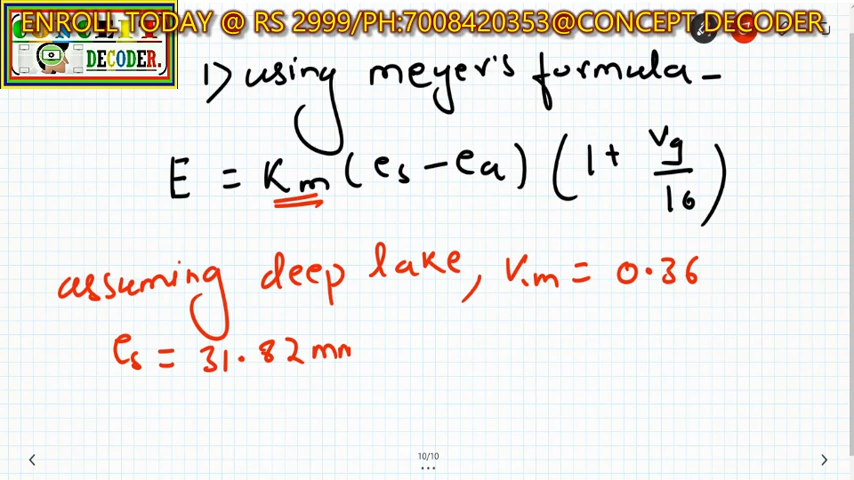 ENROLL TODAY @ RS 2999/PH:7008420353@CONCEPT DECODER.
DECODER.
1) using meyer's formula -
E = Km (es - ea) (1 + V9/16)
assuming deep lake, Km = 0.36
es = 31.82 mm
10/10